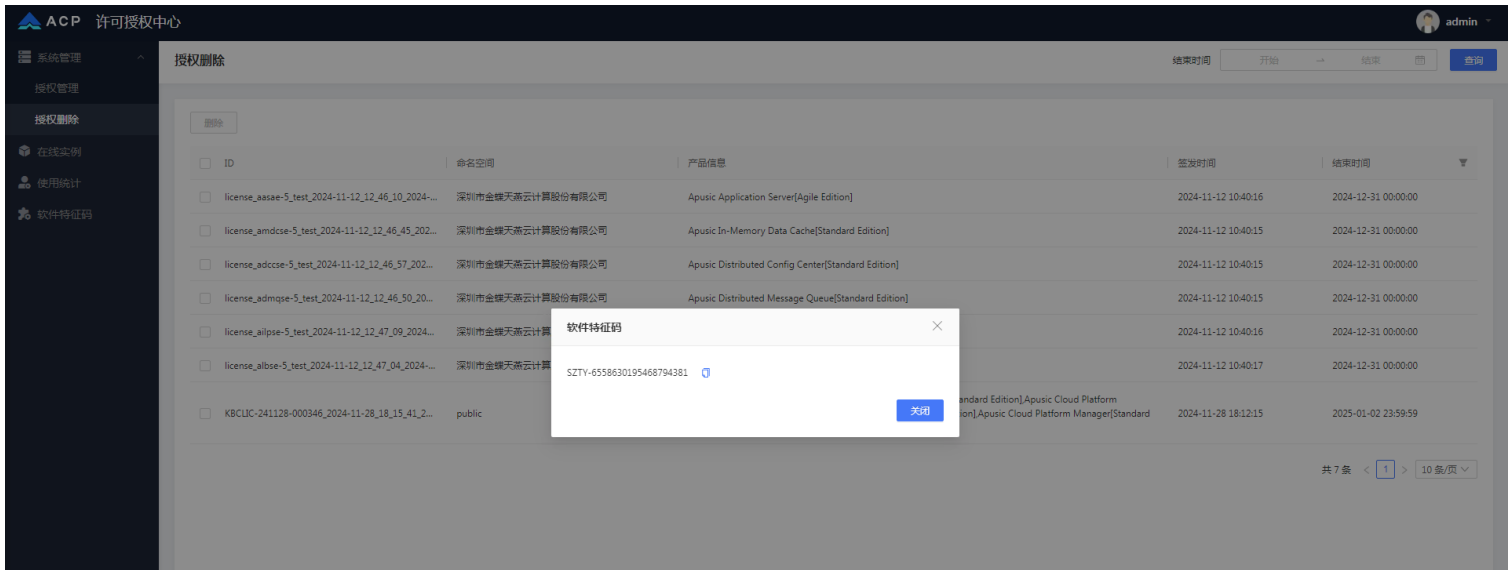 ACP 许可授权中心
admin
系统管理
授权管理
授权删除
在线实例
使用统计
软件特征码
授权删除
结束时间 开始 → 结束 查询
删除
ID 命名空间 产品信息 签发时间 结束时间
license_aasae-5_test_2024-11-12_12_46_10_2024-... 深圳市金蝶天燕云计算股份有限公司 Apusic Application Server[Agile Edition] 2024-11-12 10:40:16 2024-12-31 00:00:00
license_amdcse-5_test_2024-11-12_12_46_45_202... 深圳市金蝶天燕云计算股份有限公司 Apusic In-Memory Data Cache[Standard Edition] 2024-11-12 10:40:15 2024-12-31 00:00:00
license_adccse-5_test_2024-11-12_12_46_57_202... 深圳市金蝶天燕云计算股份有限公司 Apusic Distributed Config Center[Standard Edition] 2024-11-12 10:40:15 2024-12-31 00:00:00
license_admqse-5_test_2024-11-12_12_46_50_20... 深圳市金蝶天燕云计算股份有限公司 Apusic Distributed Message Queue[Standard Edition] 2024-11-12 10:40:15 2024-12-31 00:00:00
license_ailpse-5_test_2024-11-12_12_47_09_2024... 深圳市金蝶天燕云计算 2024-11-12 10:40:16 2024-12-31 00:00:00
license_albse-5_test_2024-11-12_12_47_04_2024-... 深圳市金蝶天燕云计算 2024-11-12 10:40:17 2024-12-31 00:00:00
andard Edition],Apusic Cloud Platform
KBCLIC-241128-000346_2024-11-28_18_15_41_2... public ion],Apusic Cloud Platform Manager[Standard 2024-11-28 18:12:15 2025-01-02 23:59:59
软件特征码
SZTY-6558630195468794381
关闭
共 7 条 < 1 > 10 条/页